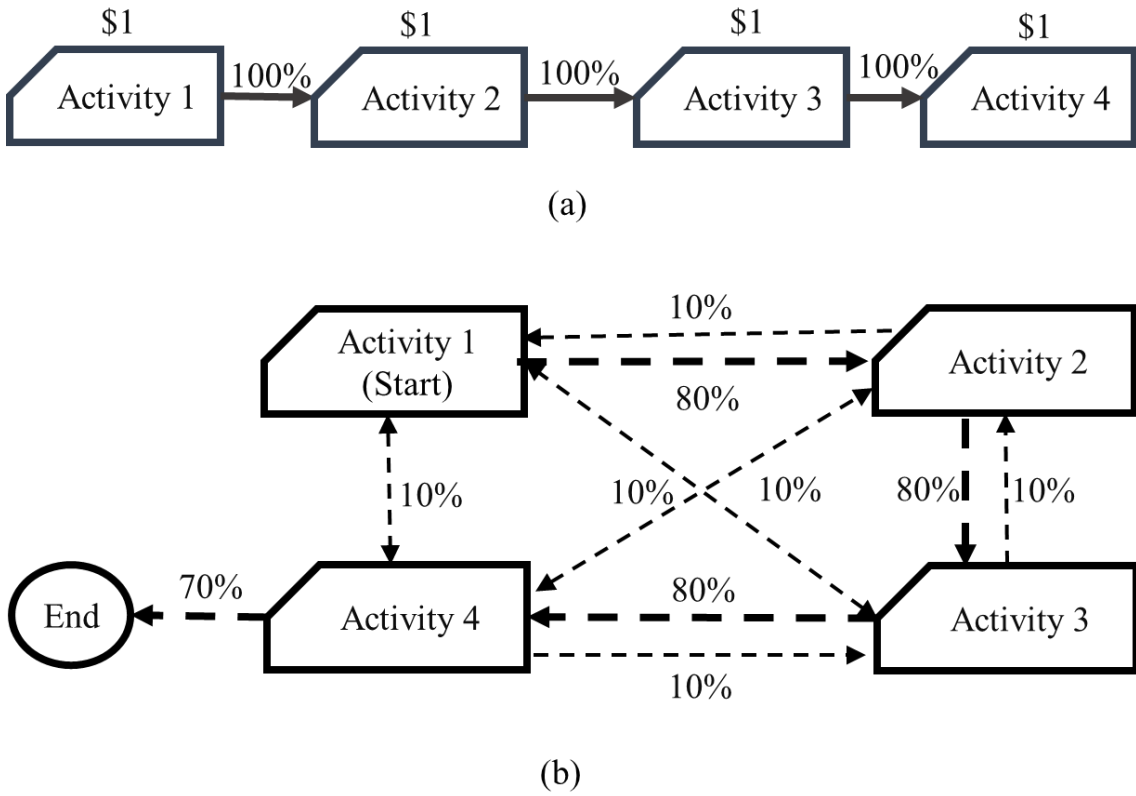 $1 $1 $1 $1
Activity 1 100% Activity 2 100% Activity 3 100% Activity 4
(a)
10%
Activity 1
(Start)
Activity 2
80%
10% 10% 10% 80% 10%
70%
80%
End
Activity 4
Activity 3
10%
(b)